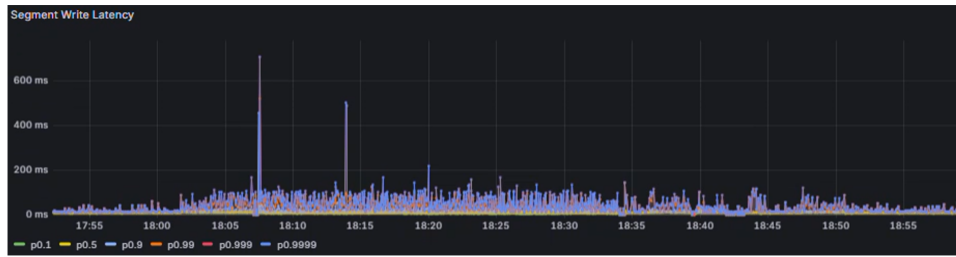 Segment Write Latency
600 ms
400 ms
200 ms
0 ms
17:55 18:00 18:05 18:10 18:15 18:20 18:25 18:30 18:35 18:40 18:45 18:50 18:55
p0.1 p0.5 p0.9 p0.99 p0.999 p0.9999